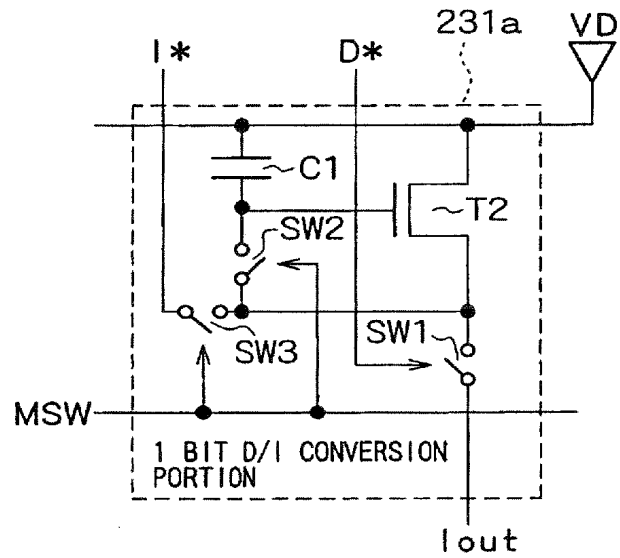 231a
VD
I*
D*
C1
T2
SW2
SW1
SW3
MSW
1 BIT D/I CONVERSION
PORTION
Iout